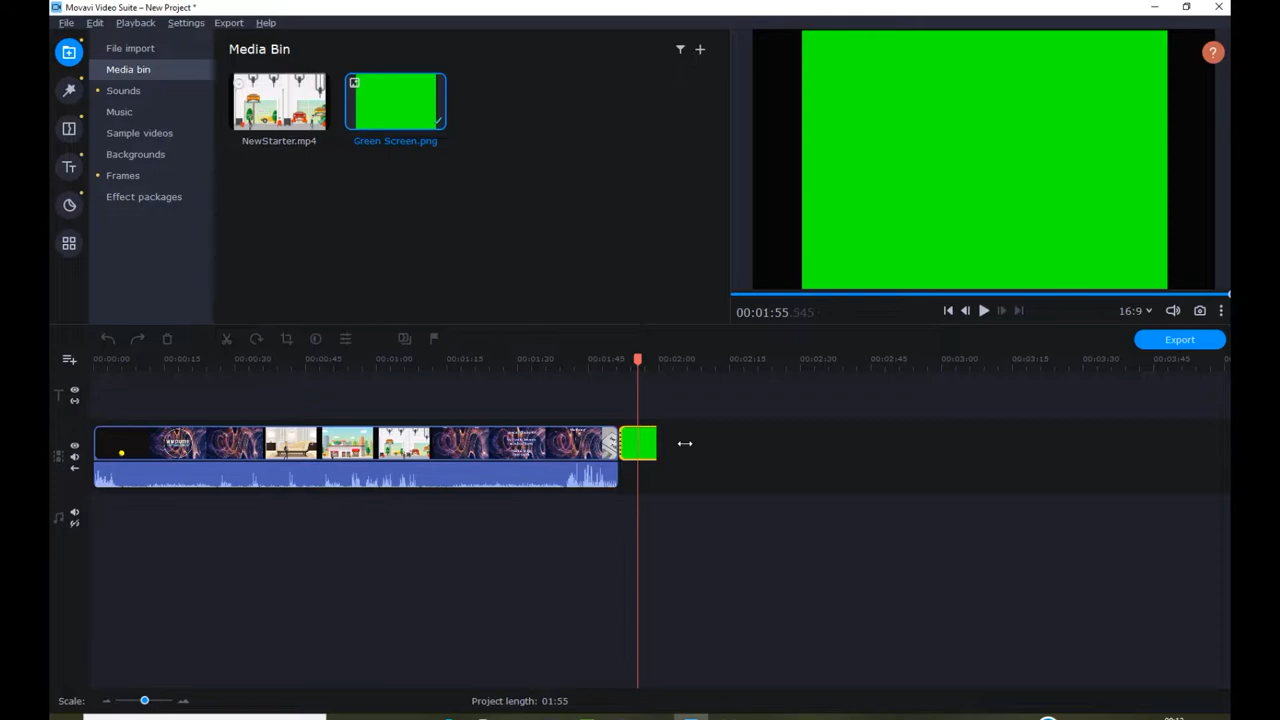 Movavi Video Suite – New Project *
File Edit Playback Settings Export Help
File import
Media bin
Sounds
Music
Sample videos
Backgrounds
Frames
Effect packages
Media Bin
NewStarter.mp4
Green Screen.png
?
00:01:55.545
16:9
Export
00:00:00 00:00:15 00:00:30 00:00:45 00:01:00 00:01:15 00:01:30 00:01:45 00:02:00 00:02:15 00:02:30 00:02:45 00:03:00 00:03:15 00:03:30 00:03:45
Scale:
Project length: 01:55